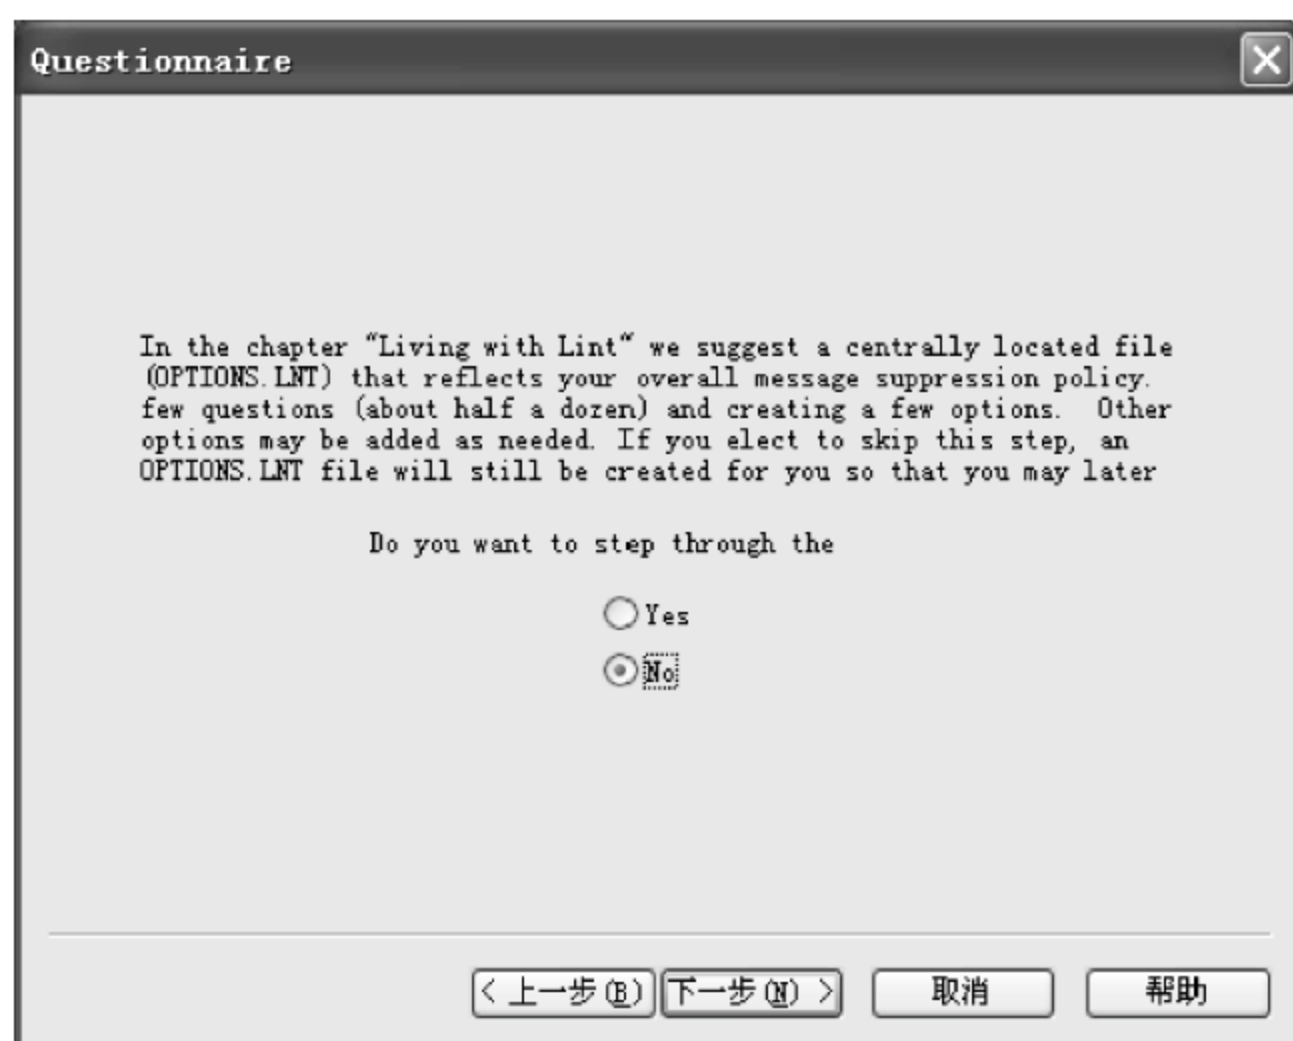 Questionnaire
In the chapter "Living with Lint" we suggest a centrally located file
(OPTIONS.LNT) that reflects your overall message suppression policy.
few questions (about half a dozen) and creating a few options.  Other
options may be added as needed. If you elect to skip this step, an
OPTIONS.LNT file will still be created for you so that you may later
Do you want to step through the
Yes
No
< 上一步(B) 下一步(N) > 取消 帮助